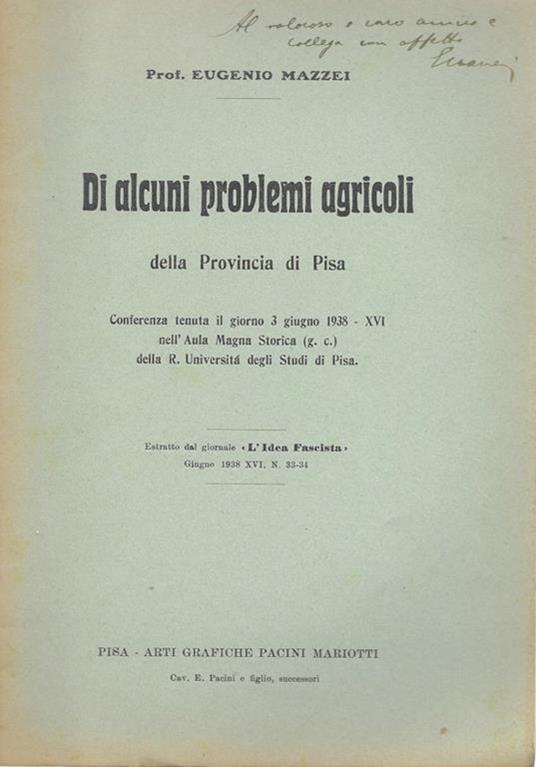 Al valoroso e caro amico e
collega con affetto
Prof. EUGENIO MAZZEI
Di alcuni problemi agricoli
della Provincia di Pisa
Conferenza tenuta il giorno 3 giugno 1938 - XVI
nell'Aula Magna Storica (g. c.)
della R. Universitá degli Studi di Pisa.
Estratto dal giornale «L'Idea Fascista»
Giugno 1938 XVI, N. 33-34
PISA - ARTI GRAFICHE PACINI MARIOTTI
Cav. E. Pacini e figlio, successori